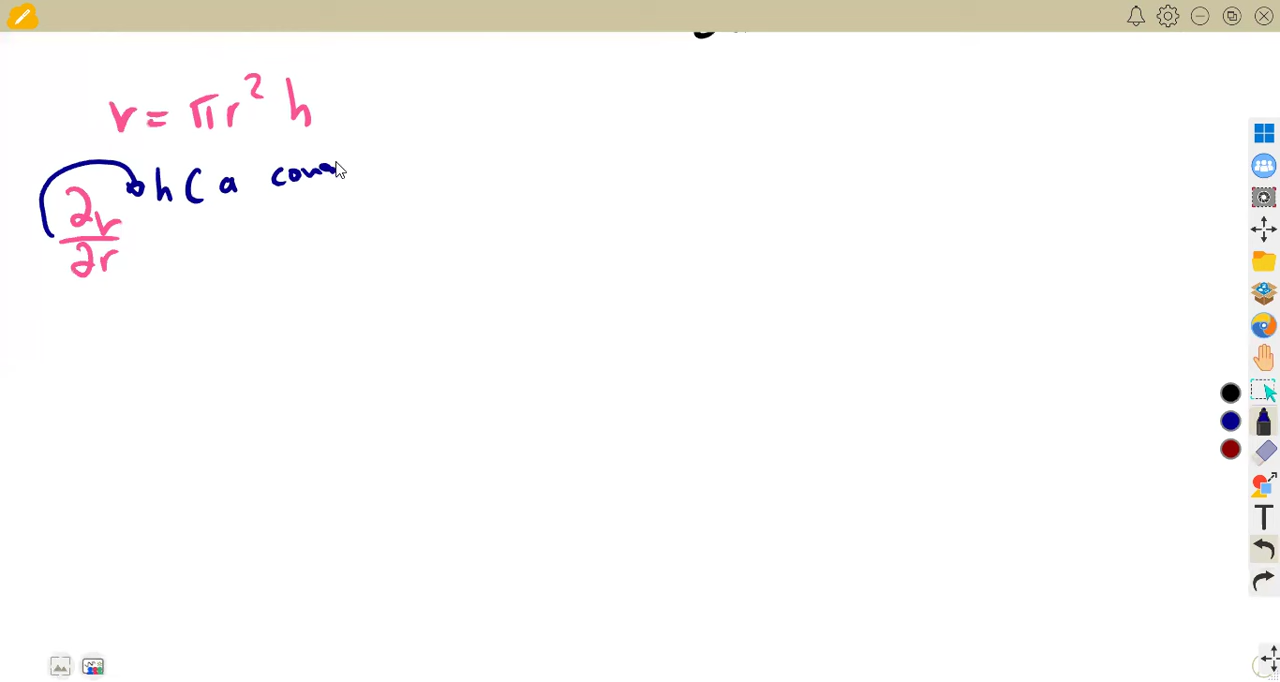 v = πr² h
h ( a cons
∂v
∂r